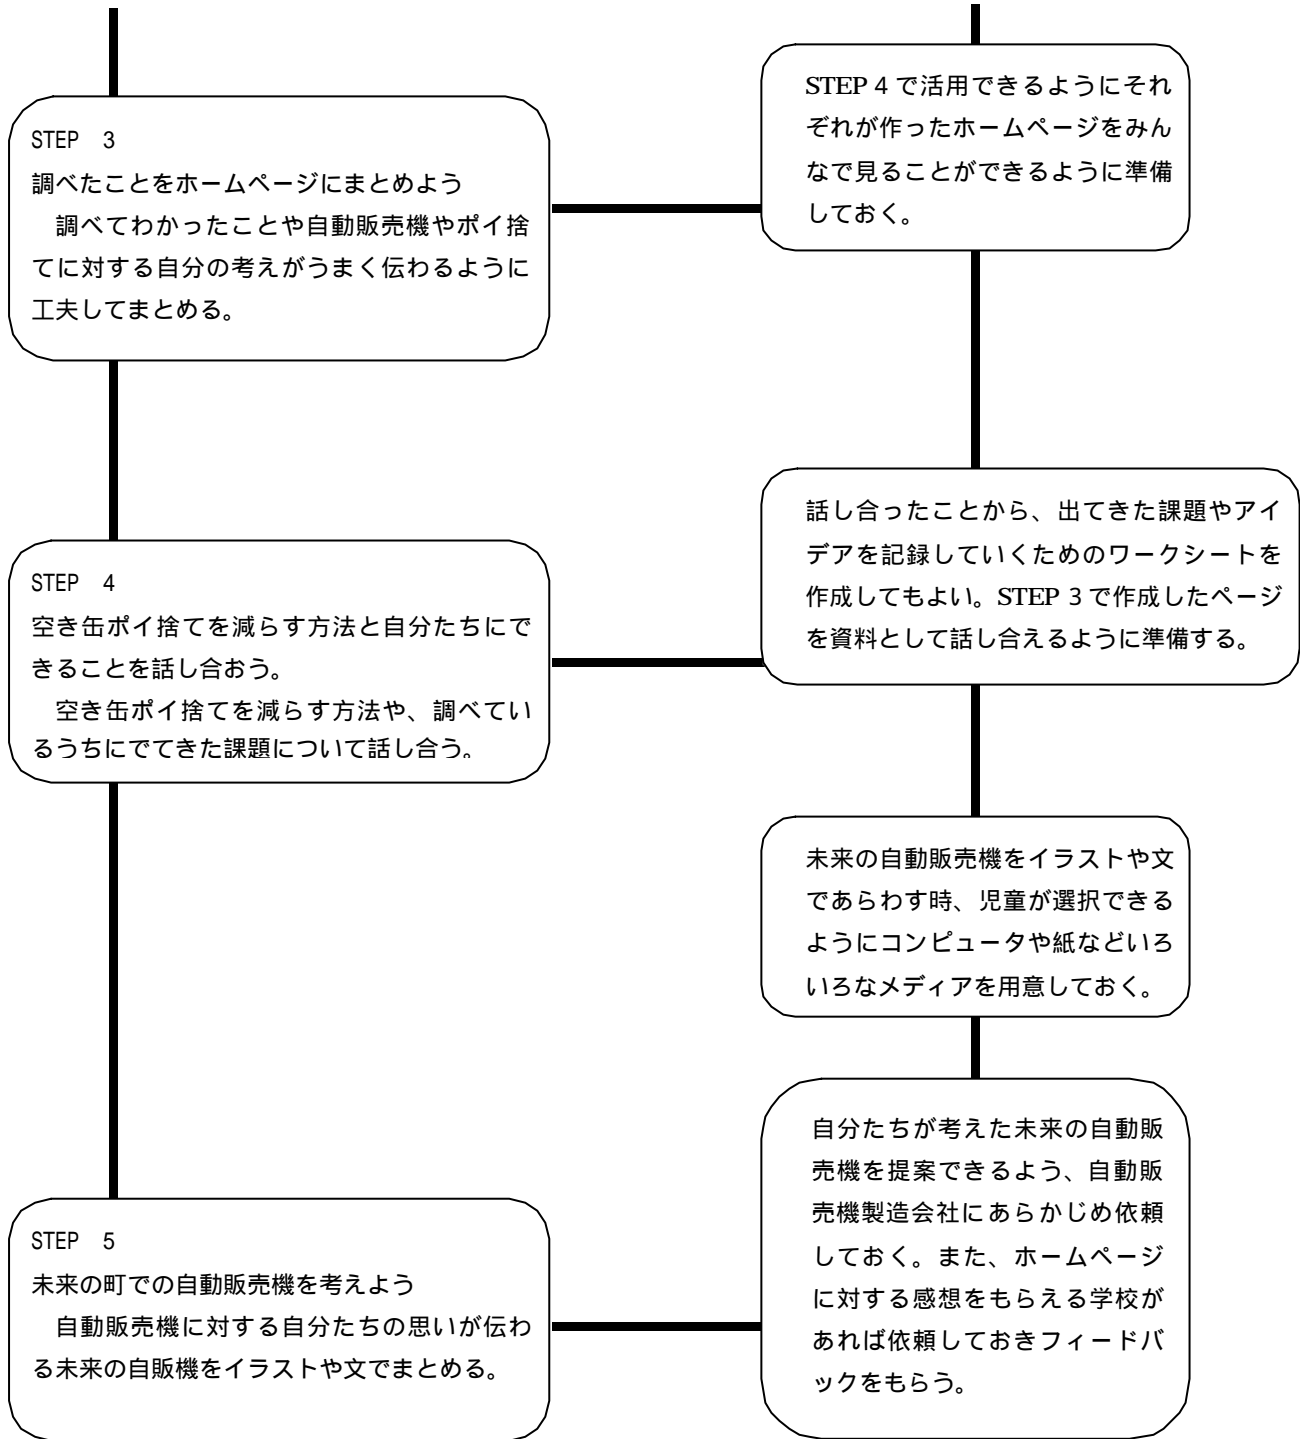 STEP 3
調べたことをホームページにまとめよう
調べてわかったことや自動販売機やポイ捨
てに対する自分の考えがうまく伝わるように
工夫してまとめる。
STEP 4 で活用できるようにそれ
ぞれが作ったホームページをみん
なで見ることができるように準備
しておく。
STEP 4
空き缶ポイ捨てを減らす方法と自分たちにで
きることを話し合おう。
空き缶ポイ捨てを減らす方法や、調べてい
るうちにでてきた課題について話し合う。
話し合ったことから、出てきた課題やアイ
デアを記録していくためのワークシートを
作成してもよい。STEP 3 で作成したページ
を資料として話し合えるように準備する。
未来の自動販売機をイラストや文
であらわす時、児童が選択できる
ようにコンピュータや紙などいろ
いろなメディアを用意しておく。
STEP 5
未来の町での自動販売機を考えよう
自動販売機に対する自分たちの思いが伝わ
る未来の自販機をイラストや文でまとめる。
自分たちが考えた未来の自動販
売機を提案できるよう、自動販
売機製造会社にあらかじめ依頼
しておく。また、ホームページ
に対する感想をもらえる学校が
あれば依頼しておきフィードバ
ックをもらう。